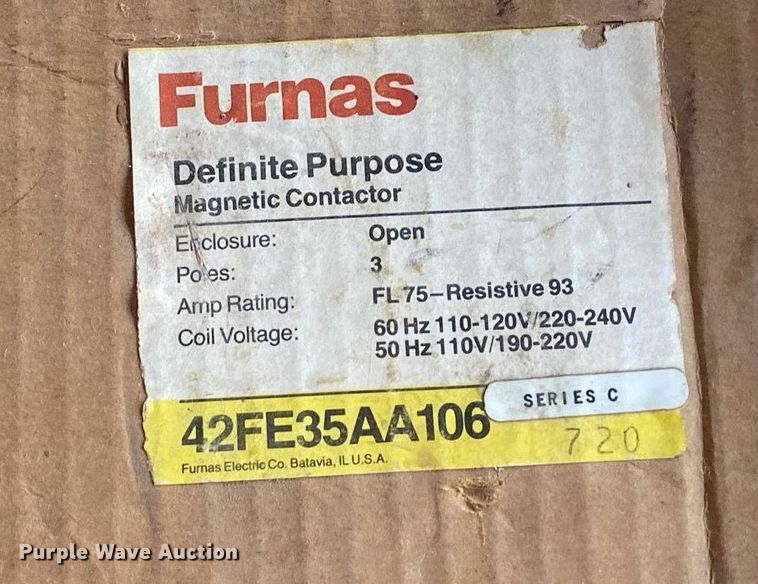 Furnas
Definite Purpose
Magnetic Contactor
Enclosure: Open
Poles: 3
Amp Rating: FL 75–Resistive 93
Coil Voltage: 60 Hz 110-120V/220-240V
50 Hz 110V/190-220V
SERIES C
42FE35AA106
720
Furnas Electric Co. Batavia, IL U.S.A.
Purple Wave Auction